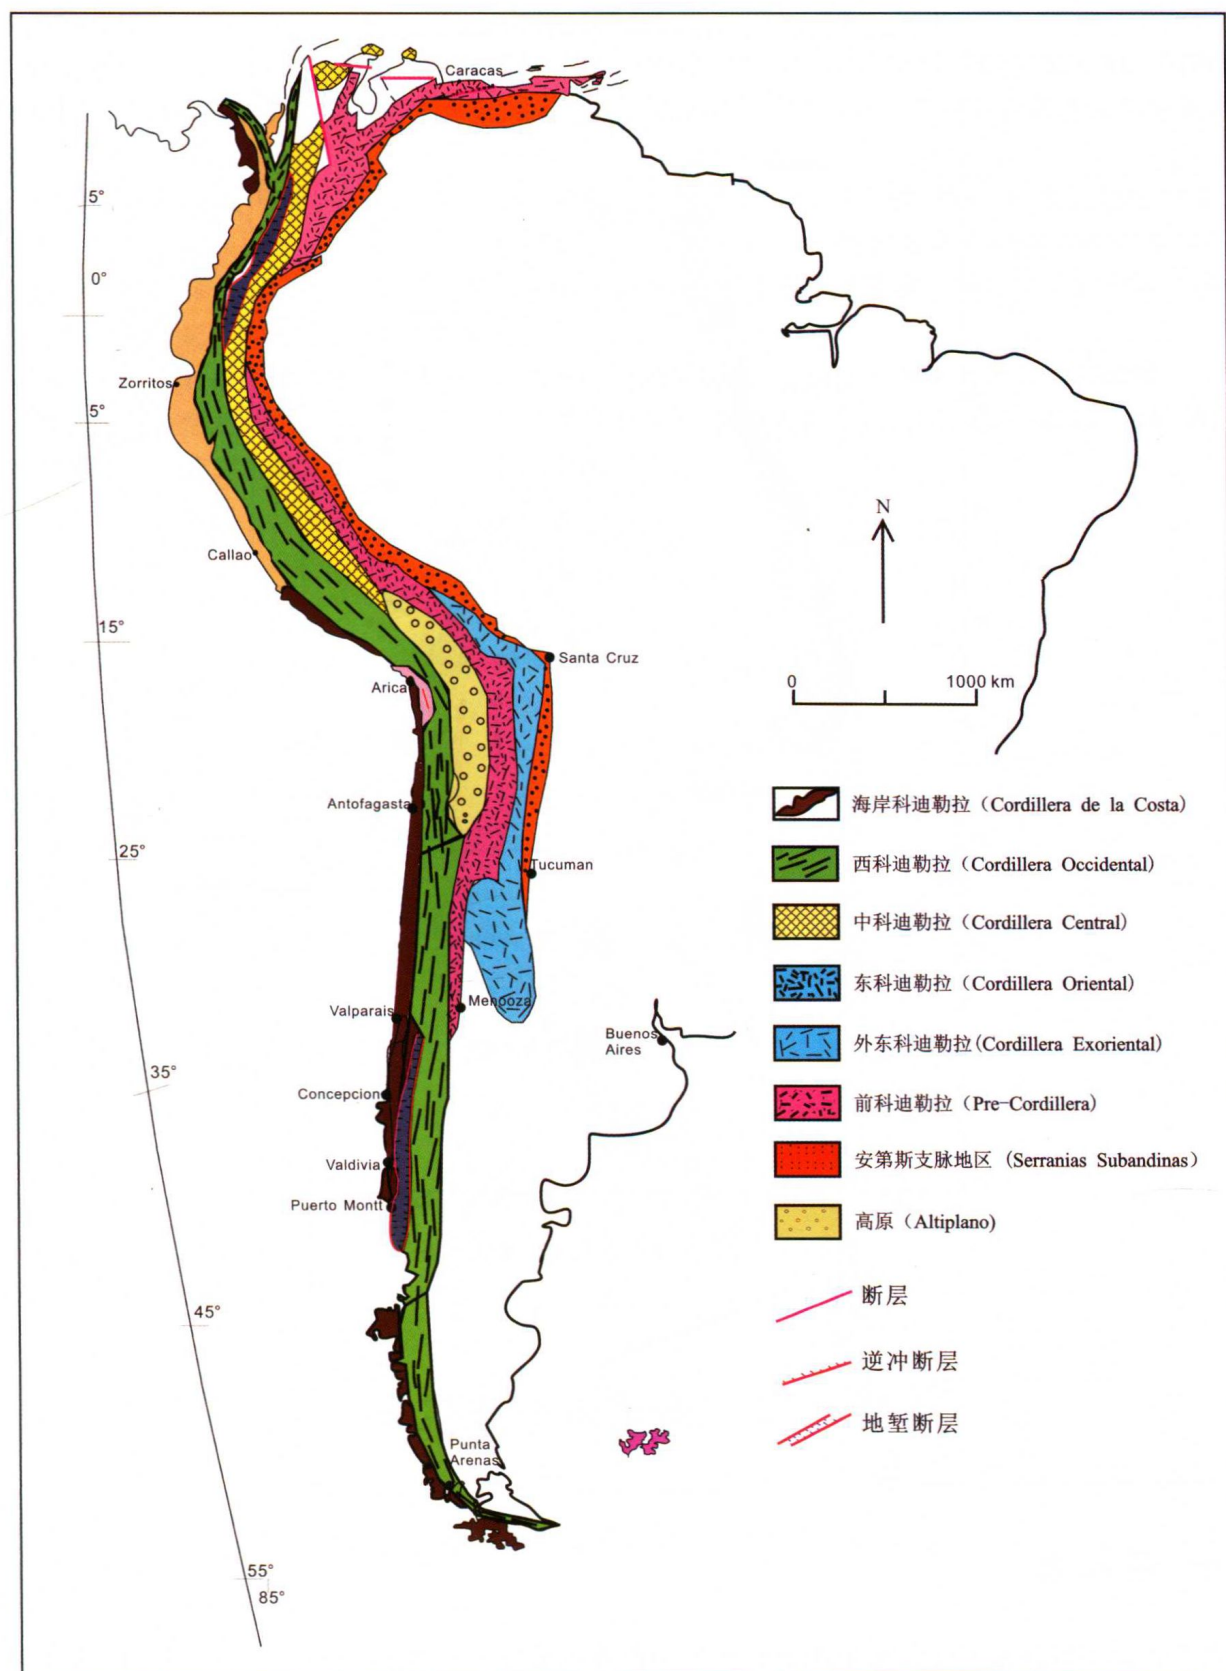 Caracas
5°
0°
Zorritos
5°
N
Callao
15°
Santa Cruz
0 1000 km
Arica
Antofagasta
海岸科迪勒拉（Cordillera de la Costa）
25°
Tucuman
西科迪勒拉（Cordillera Occidental）
中科迪勒拉（Cordillera Central）
东科迪勒拉（Cordillera Oriental）
Mendoza
Valparais
Buenos
Aires
外东科迪勒拉(Cordillera Exoriental)
35°
Concepcion
前科迪勒拉（Pre-Cordillera）
Valdivia
安第斯支脉地区（Serranias Subandinas）
Puerto Montt
高原（Altiplano）
45°
断层
逆冲断层
地堑断层
Punta
Arenas
55°
85°